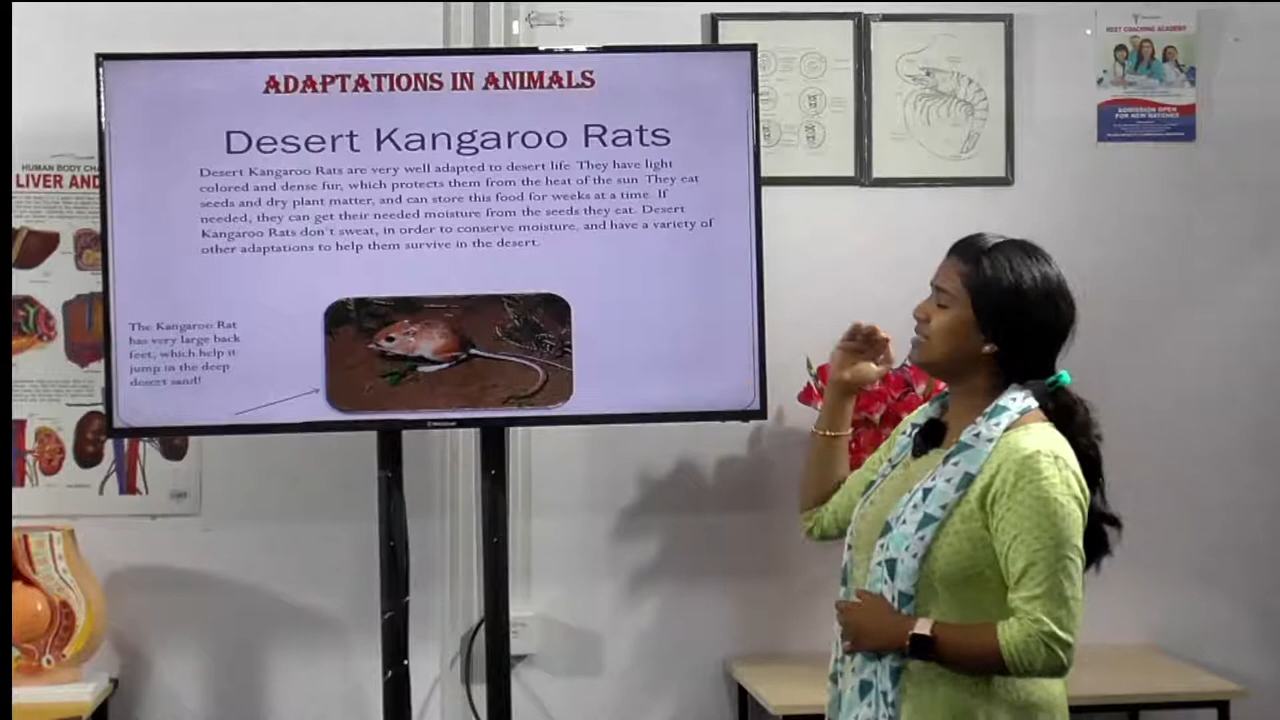 ADAPTATIONS IN ANIMALS
Desert Kangaroo Rats
Desert Kangaroo Rats are very well adapted to desert life. They have light
colored and dense fur, which protects them from the heat of the sun. They eat
seeds and dry plant matter, and can store this food for weeks at a time. If
needed, they can get their needed moisture from the seeds they eat. Desert
Kangaroo Rats don't sweat, in order to conserve moisture, and have a variety of
other adaptations to help them survive in the desert.
The Kangaroo Rat
has very large back
feet, which help it
jump in the deep
desert sand!
HUMAN BODY CHA
LIVER AND
NEET COACHING ACADEMY
ADMISSION OPEN
FOR NEW BATCHES